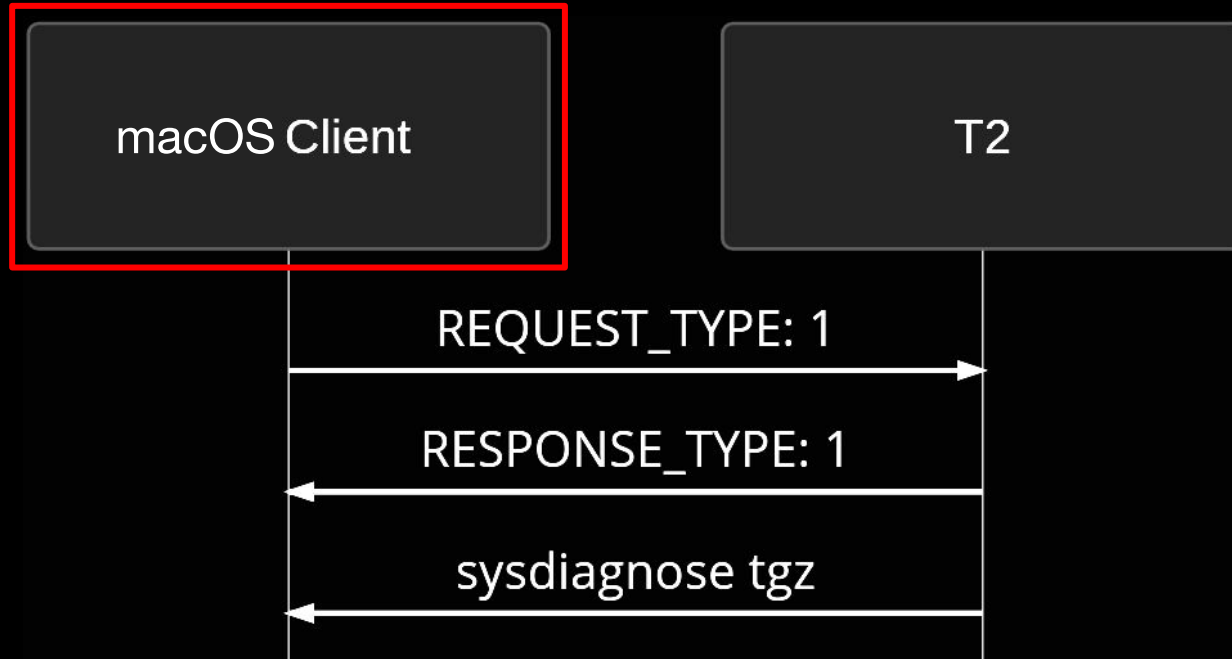 macOS Client
T2
REQUEST_TYPE: 1
RESPONSE_TYPE: 1
sysdiagnose tgz